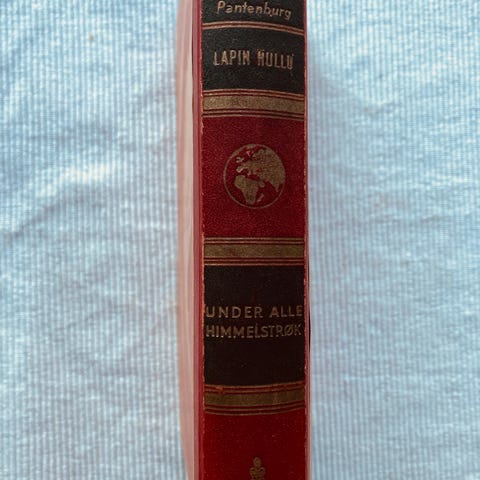 Pantenburg
LAPIN HULLU
UNDER ALLE
HIMMELSTRØK